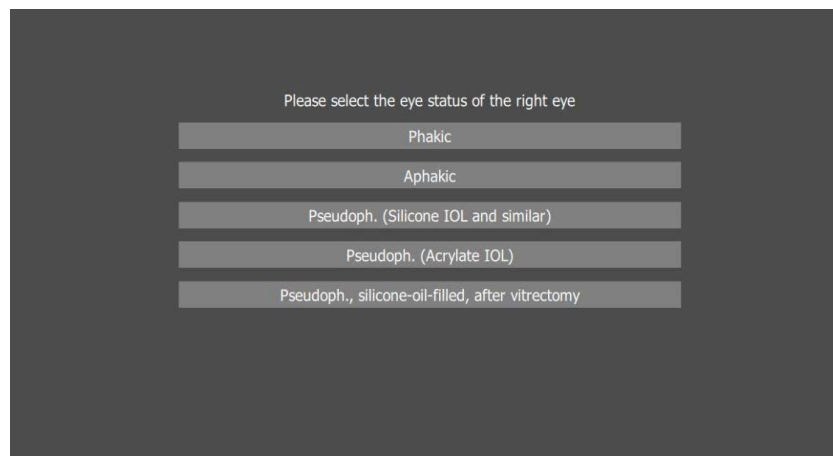 Please select the eye status of the right eye
Phakic
Aphakic
Pseudoph. (Silicone IOL and similar)
Pseudoph. (Acrylate IOL)
Pseudoph., silicone-oil-filled, after vitrectomy